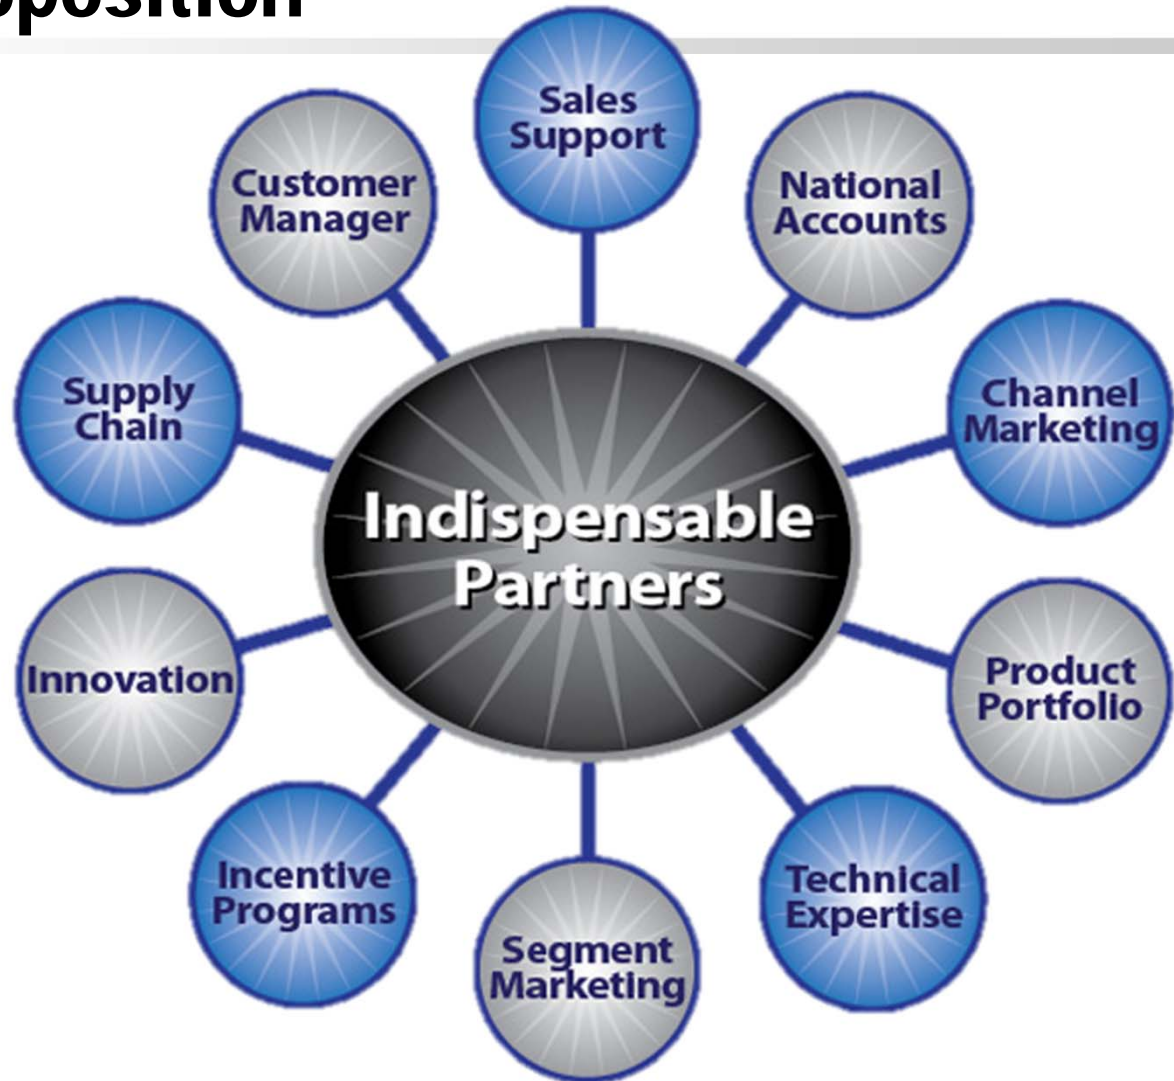 Sales
Support
Customer
Manager
National
Accounts
Supply
Chain
Channel
Marketing
Indispensable
Partners
Innovation
Product
Portfolio
Incentive
Programs
Technical
Expertise
Segment
Marketing